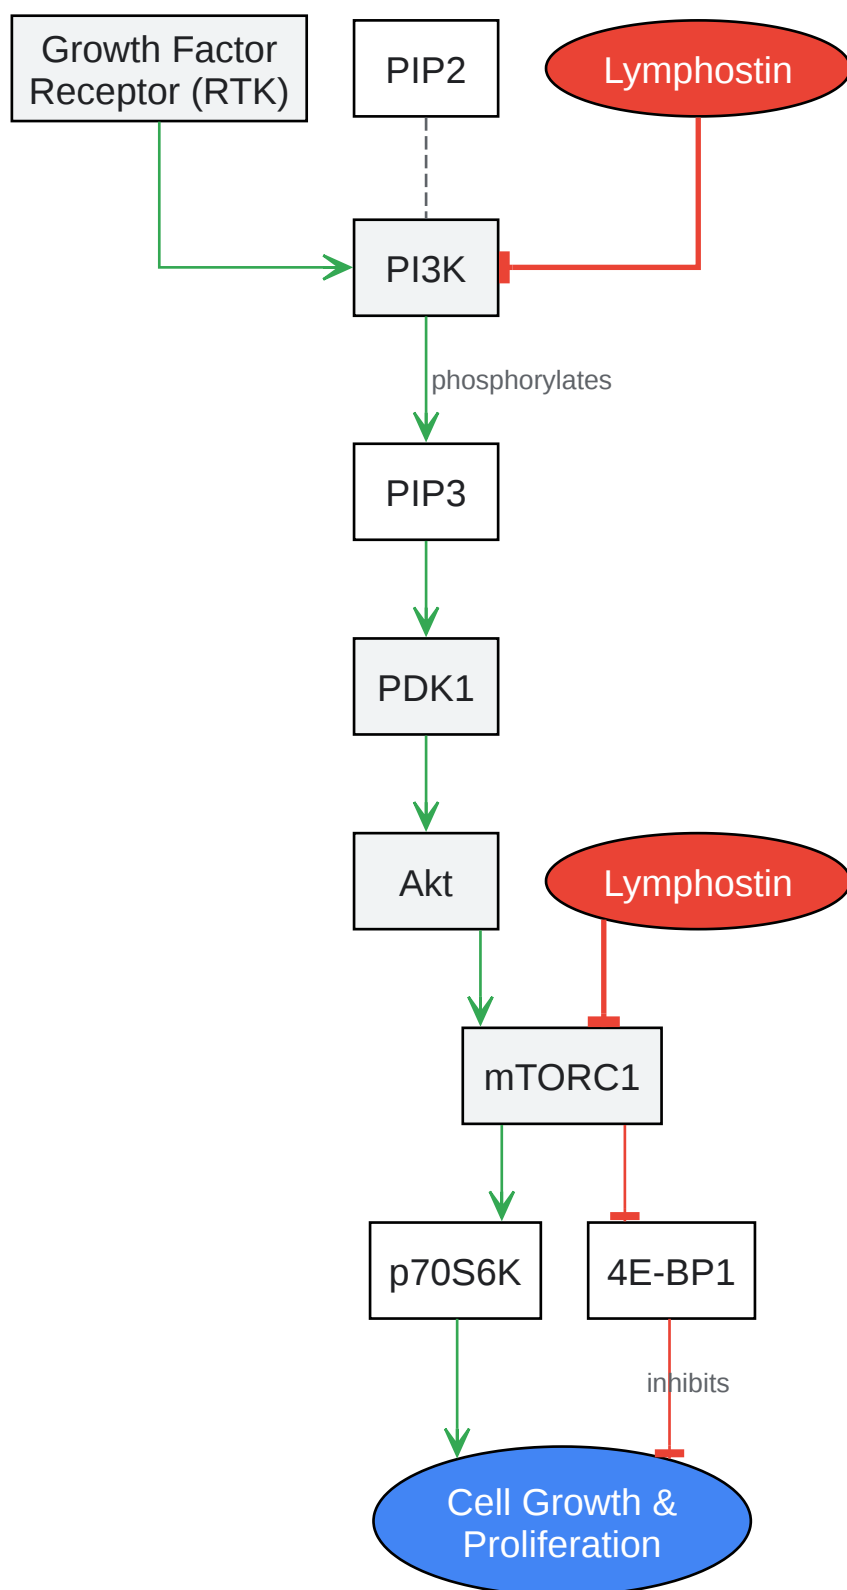 Growth Factor
Receptor (RTK)
PIP2
Lymphostin
PI3K
phosphorylates
PIP3
PDK1
Akt
Lymphostin
mTORC1
p70S6K
4E-BP1
inhibits
Cell Growth &
Proliferation